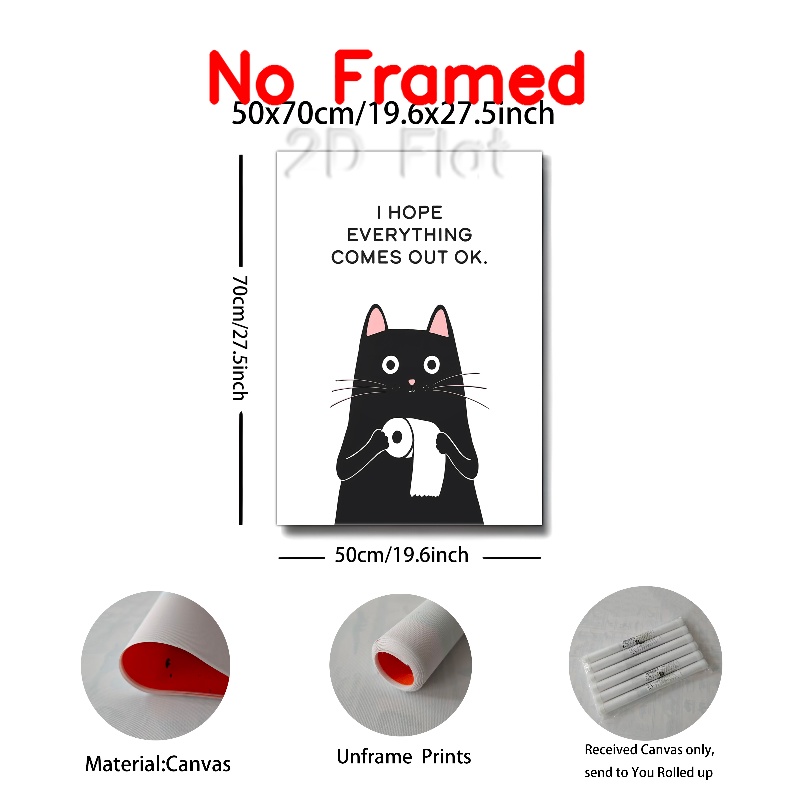 No Framed
50x70cm/19.6x27.5inch
2D Flat
I HOPE
EVERYTHING
COMES OUT OK.
70cm/27.5inch
50cm/19.6inch
Material:Canvas
Unframe Prints
Received Canvas only,
send to You Rolled up